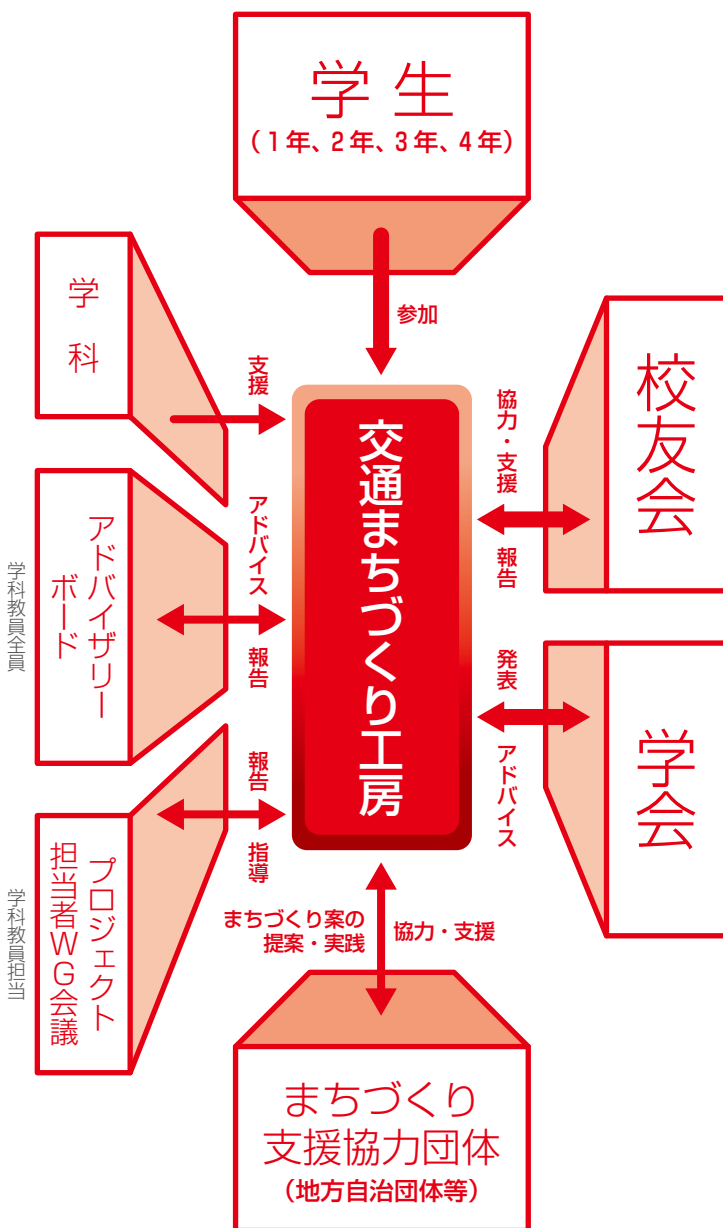 学生
（1年、2年、3年、4年）
参加
学科
支援
アドバイザリー
ボード
学科教員全員
アドバイス
報告
プロジェクト
担当者WG会議
学科教員担当
報告
指導
交通まちづくり工房
校友会
協力・支援
報告
学会
発表
アドバイス
まちづくり案の
提案・実践
協力・支援
まちづくり
支援協力団体
（地方自治団体等）